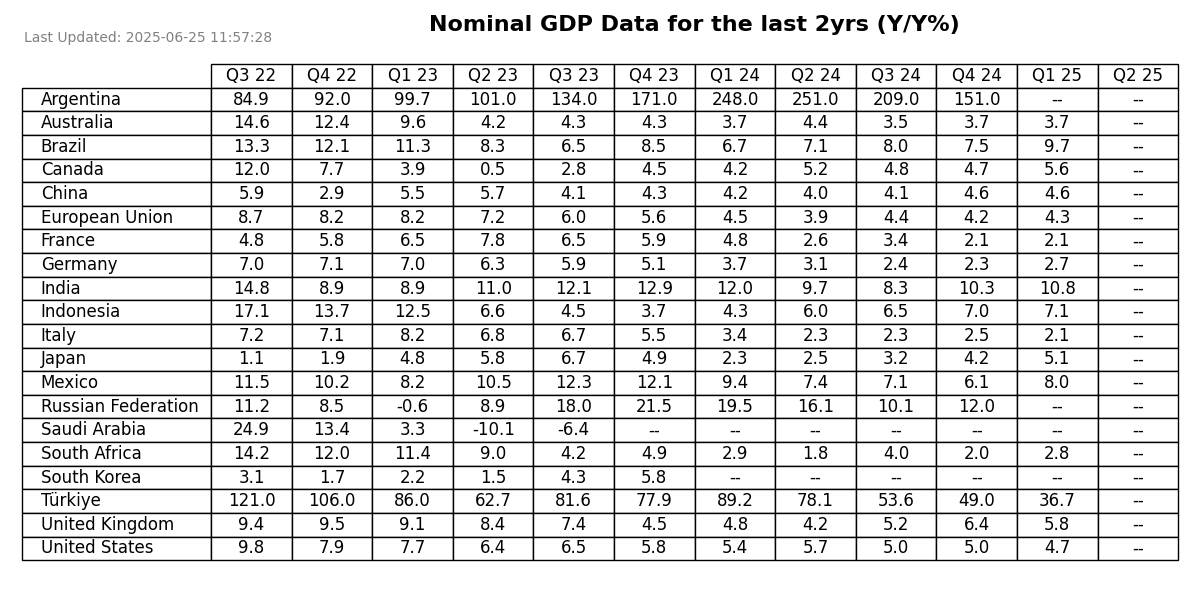 Nominal GDP Data for the last 2yrs (Y/Y%)
Last Updated: 2025-06-25 11:57:28
Q3 22 Q4 22 Q1 23 Q2 23 Q3 23 Q4 23 Q1 24 Q2 24 Q3 24 Q4 24 Q1 25 Q2 25
Argentina 84.9 92.0 99.7 101.0 134.0 171.0 248.0 251.0 209.0 151.0 -- --
Australia 14.6 12.4 9.6 4.2 4.3 4.3 3.7 4.4 3.5 3.7 3.7 --
Brazil 13.3 12.1 11.3 8.3 6.5 8.5 6.7 7.1 8.0 7.5 9.7 --
Canada 12.0 7.7 3.9 0.5 2.8 4.5 4.2 5.2 4.8 4.7 5.6 --
China 5.9 2.9 5.5 5.7 4.1 4.3 4.2 4.0 4.1 4.6 4.6 --
European Union 8.7 8.2 8.2 7.2 6.0 5.6 4.5 3.9 4.4 4.2 4.3 --
France 4.8 5.8 6.5 7.8 6.5 5.9 4.8 2.6 3.4 2.1 2.1 --
Germany 7.0 7.1 7.0 6.3 5.9 5.1 3.7 3.1 2.4 2.3 2.7 --
India 14.8 8.9 8.9 11.0 12.1 12.9 12.0 9.7 8.3 10.3 10.8 --
Indonesia 17.1 13.7 12.5 6.6 4.5 3.7 4.3 6.0 6.5 7.0 7.1 --
Italy 7.2 7.1 8.2 6.8 6.7 5.5 3.4 2.3 2.3 2.5 2.1 --
Japan 1.1 1.9 4.8 5.8 6.7 4.9 2.3 2.5 3.2 4.2 5.1 --
Mexico 11.5 10.2 8.2 10.5 12.3 12.1 9.4 7.4 7.1 6.1 8.0 --
Russian Federation 11.2 8.5 -0.6 8.9 18.0 21.5 19.5 16.1 10.1 12.0 -- --
Saudi Arabia 24.9 13.4 3.3 -10.1 -6.4 -- -- -- -- -- -- --
South Africa 14.2 12.0 11.4 9.0 4.2 4.9 2.9 1.8 4.0 2.0 2.8 --
South Korea 3.1 1.7 2.2 1.5 4.3 5.8 -- -- -- -- -- --
Türkiye 121.0 106.0 86.0 62.7 81.6 77.9 89.2 78.1 53.6 49.0 36.7 --
United Kingdom 9.4 9.5 9.1 8.4 7.4 4.5 4.8 4.2 5.2 6.4 5.8 --
United States 9.8 7.9 7.7 6.4 6.5 5.8 5.4 5.7 5.0 5.0 4.7 --